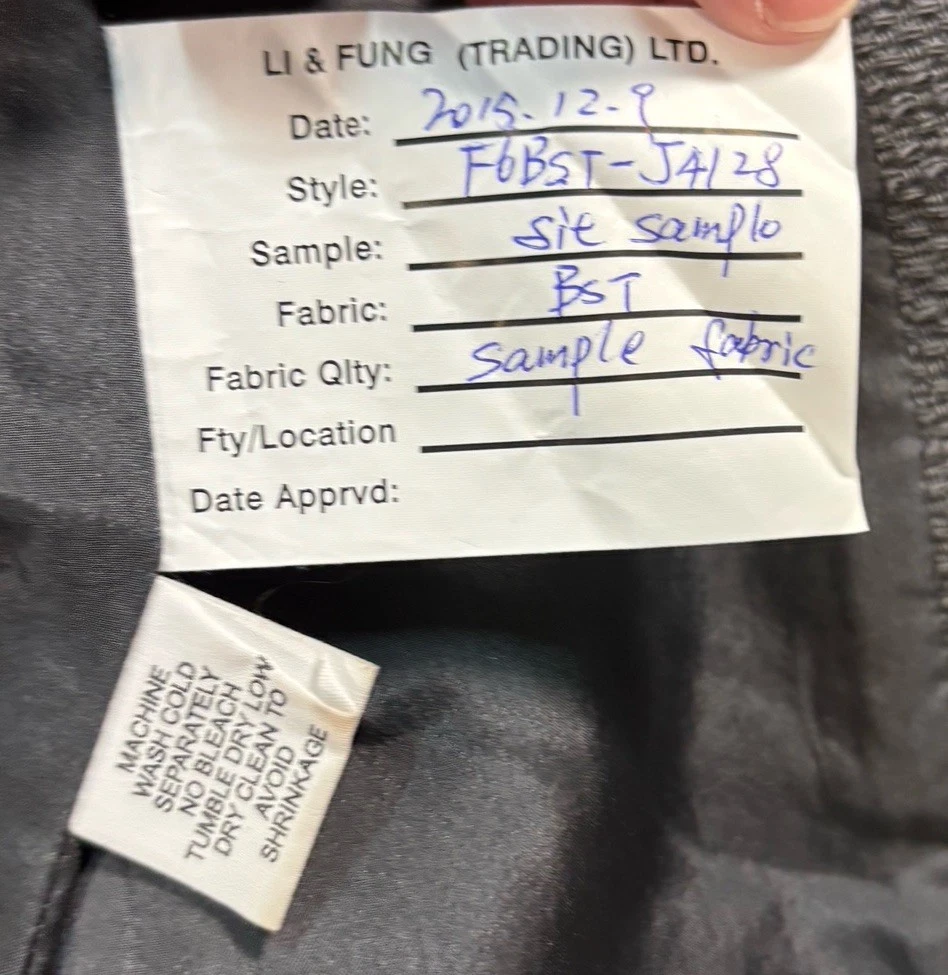 LI & FUNG (TRADING) LTD.
Date: 2015.12-9
Style: F6BST-J4128
Sample: sit samplo
Fabric: BST
Fabric Qlty: sample fabric
Fty/Location
Date Apprvd:
MACHINE
WASH COLD
SEPARATELY
NO BLEACH
TUMBLE DRY LOW
DRY CLEAN TO
AVOID
SHRINKAGE